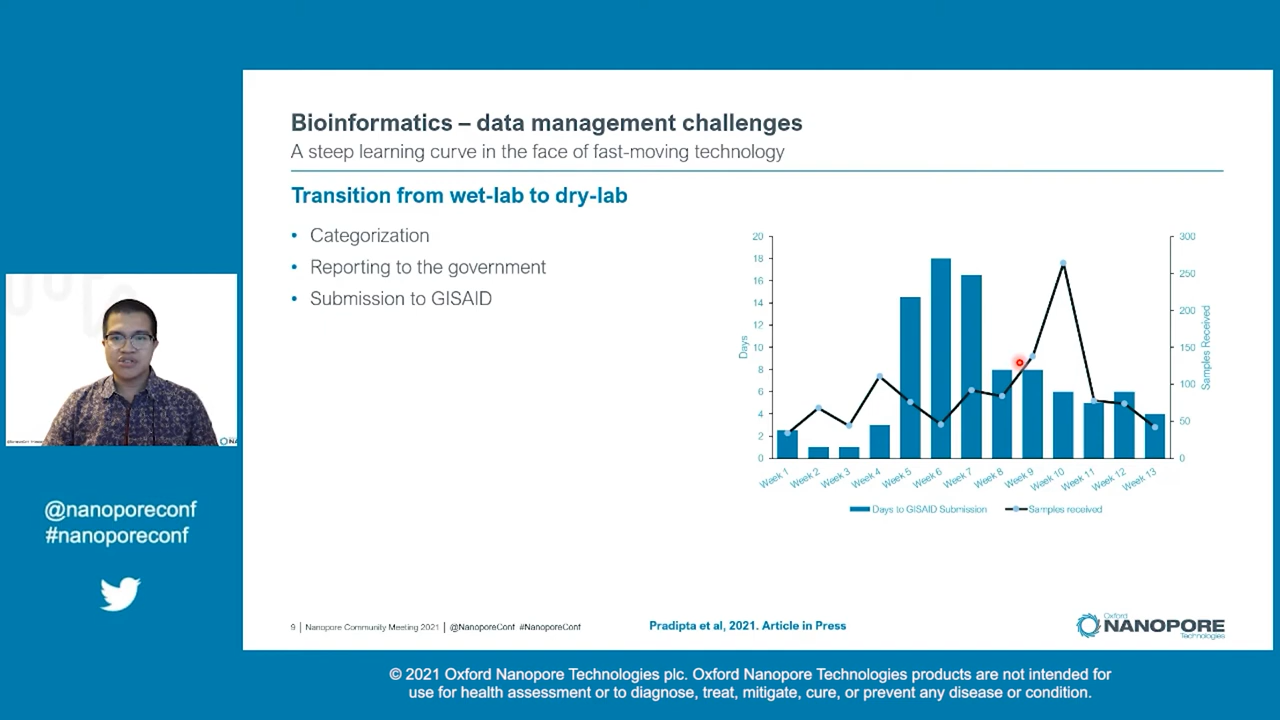 Bioinformatics – data management challenges
A steep learning curve in the face of fast-moving technology
Transition from wet-lab to dry-lab
• Categorization
• Reporting to the government
• Submission to GISAID
20
18
16
14
12
10
8
6
4
2
0
Days
300
250
200
150
100
50
0
Samples Received
Week 1 Week 2 Week 3 Week 4 Week 5 Week 6 Week 7 Week 8 Week 9 Week 10 Week 11 Week 12 Week 13
Days to GISAID Submission Samples received
@nanoporeconf
#nanoporeconf
9 | Nanopore Community Meeting 2021 | @NanoporeConf #NanoporeConf
Pradipta et al, 2021. Article in Press
Oxford
NANOPORE
Technologies
© 2021 Oxford Nanopore Technologies plc. Oxford Nanopore Technologies products are not intended for
use for health assessment or to diagnose, treat, mitigate, cure, or prevent any disease or condition.